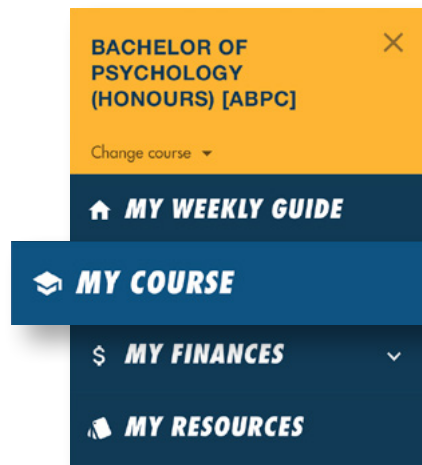 BACHELOR OF
PSYCHOLOGY
(HONOURS) [ABPC]
Change course
MY WEEKLY GUIDE
MY COURSE
$ MY FINANCES
MY RESOURCES